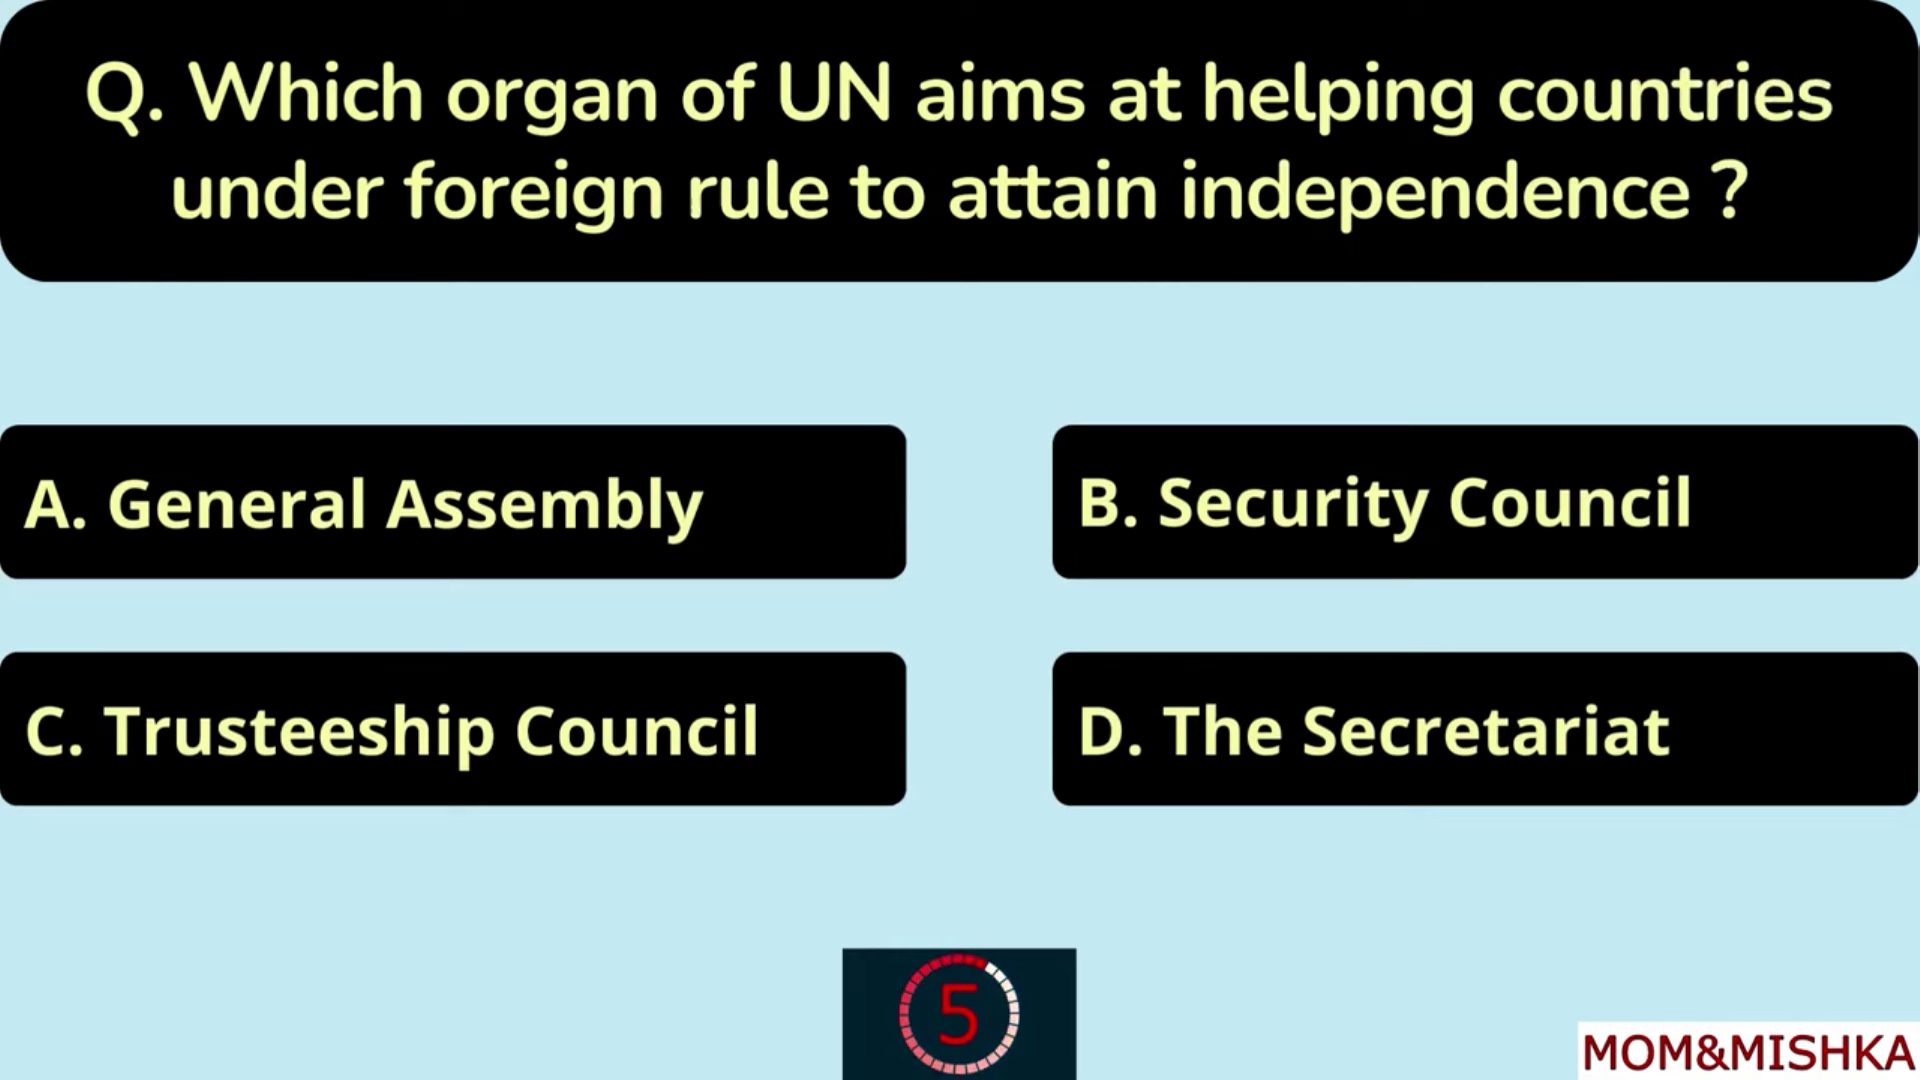 Q. Which organ of UN aims at helping countries
under foreign rule to attain independence ?
A. General Assembly
B. Security Council
C. Trusteeship Council
D. The Secretariat
5
MOM&MISHKA